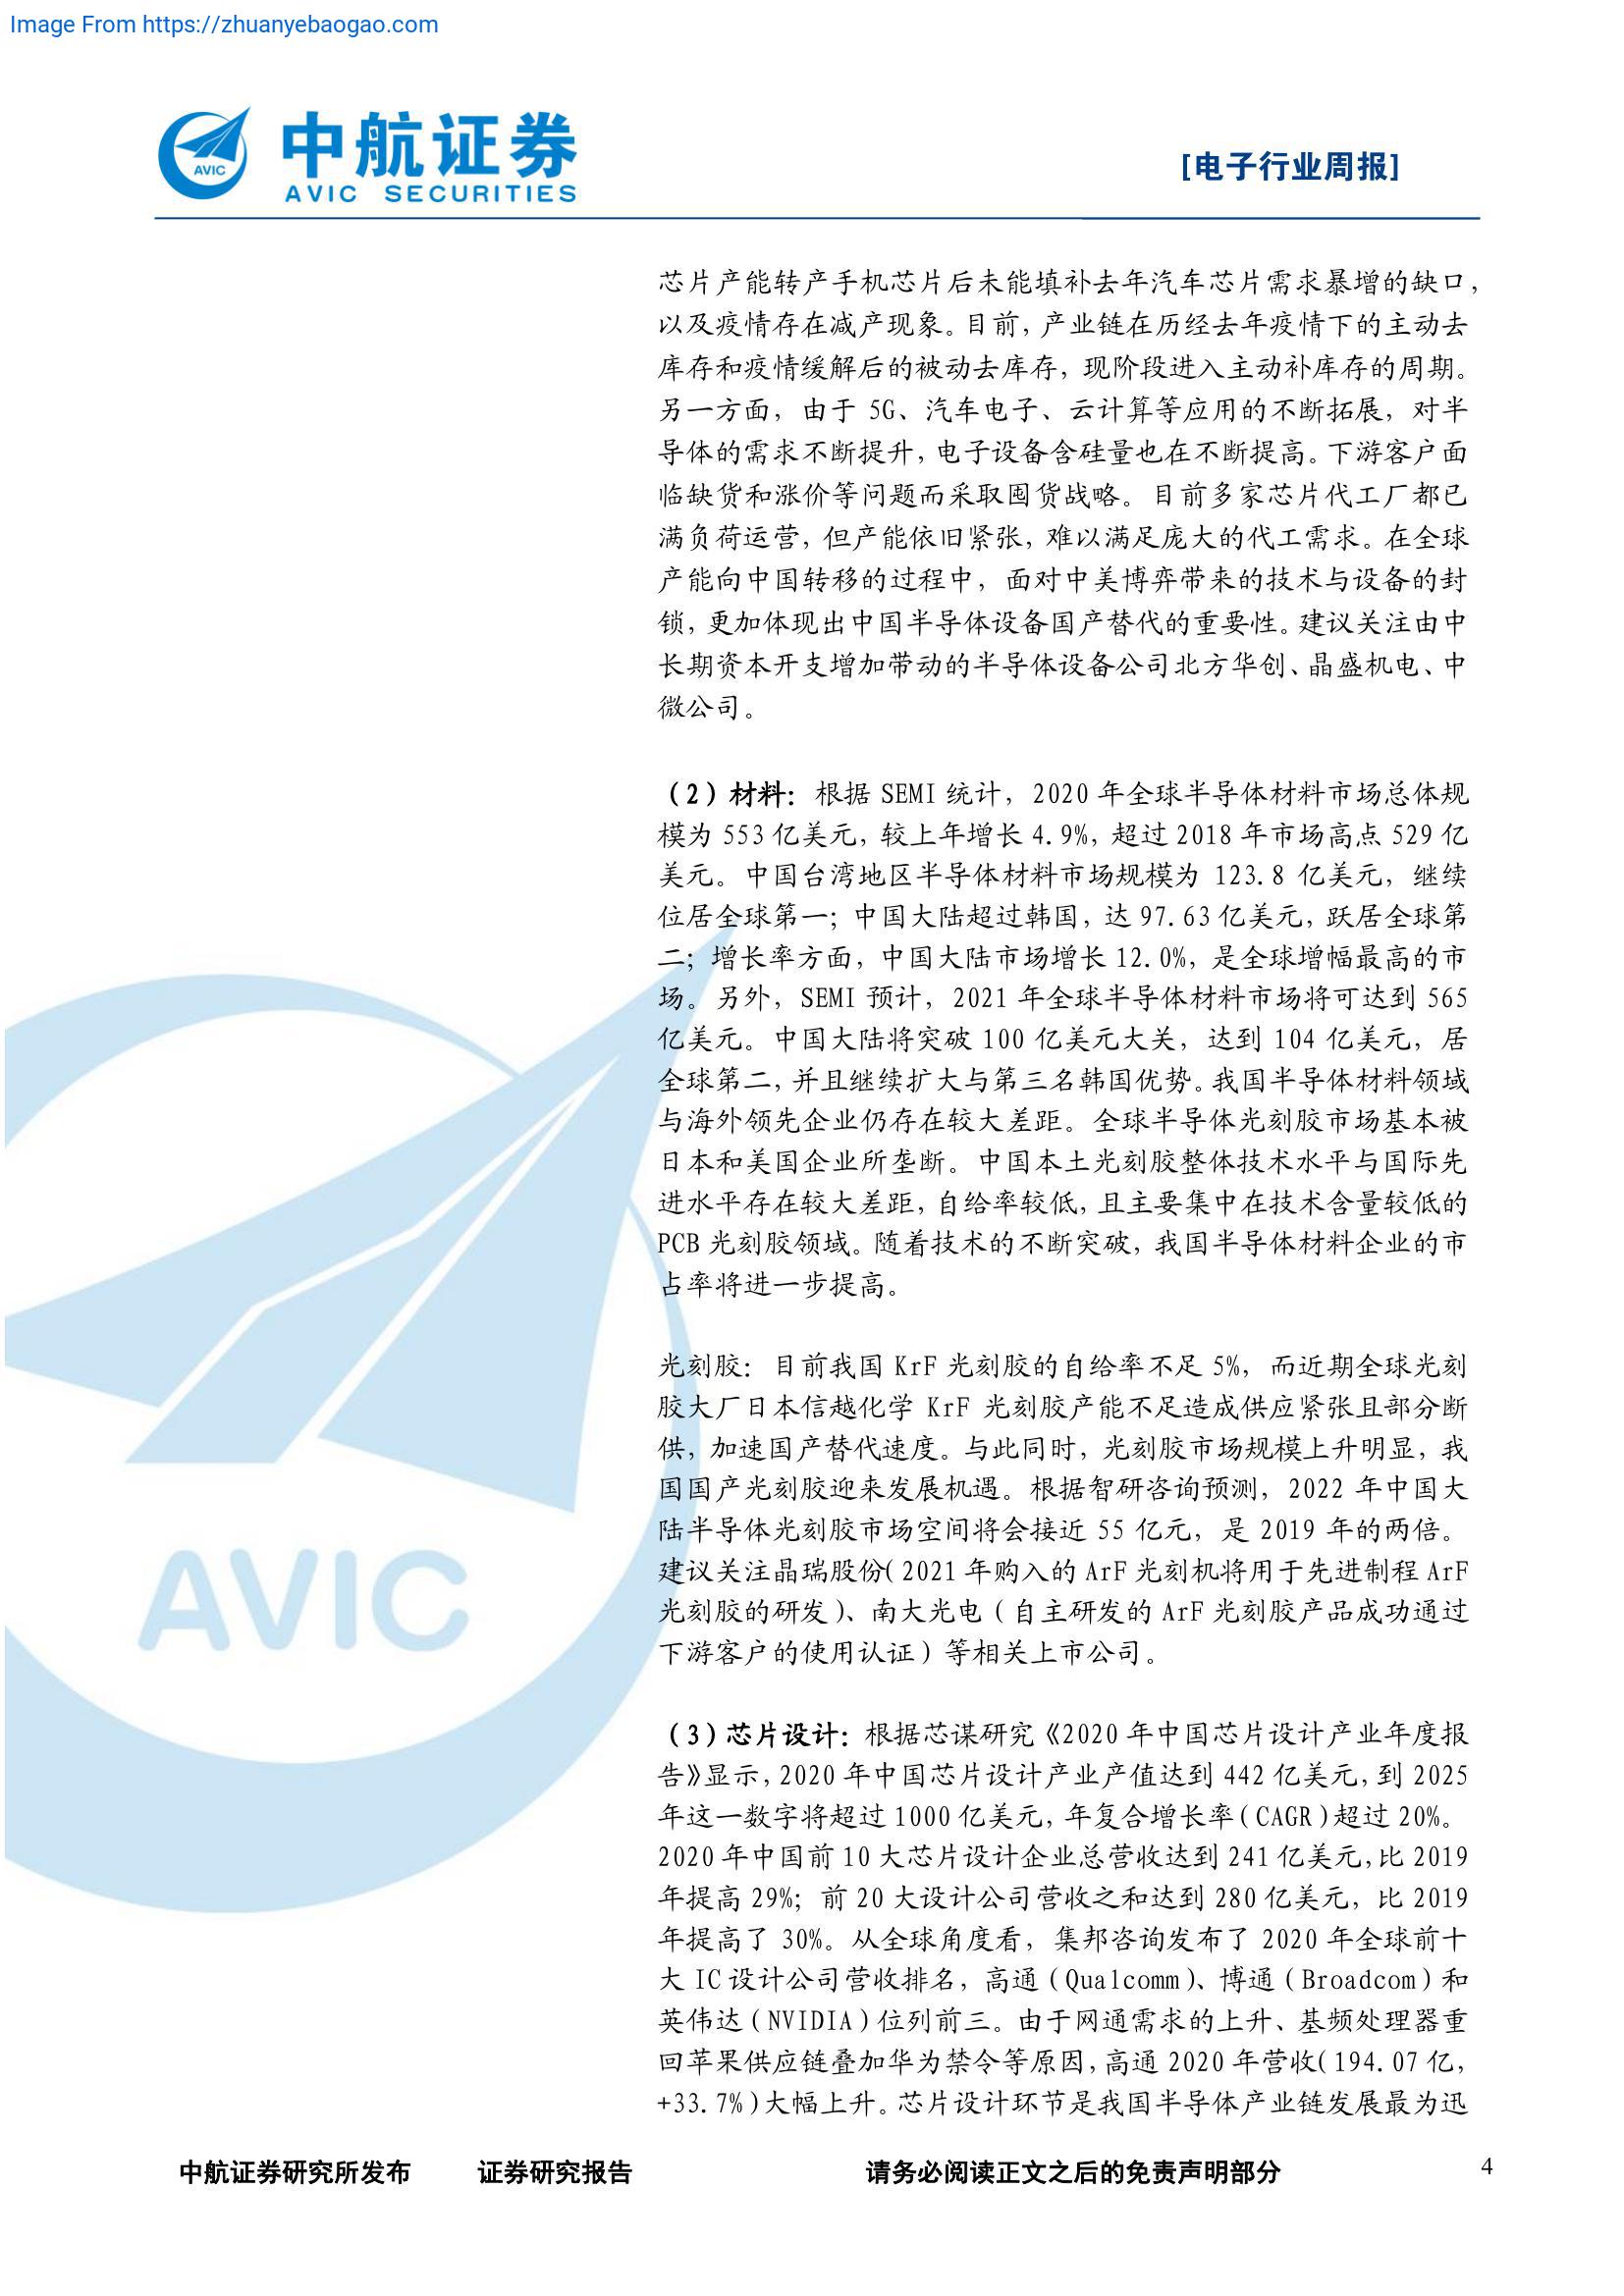 Image From https://zhuanyebaogao.com
AVIC
中航证券
AVIC SECURITIES
[电子行业周报]
芯片产能转产手机芯片后未能填补去年汽车芯片需求暴增的缺口，
以及疫情存在减产现象。目前，产业链在历经去年疫情下的主动去
库存和疫情缓解后的被动去库存，现阶段进入主动补库存的周期。
另一方面，由于 5G、汽车电子、云计算等应用的不断拓展，对半
导体的需求不断提升，电子设备含硅量也在不断提高。下游客户面
临缺货和涨价等问题而采取囤货战略。目前多家芯片代工厂都已
满负荷运营，但产能依旧紧张，难以满足庞大的代工需求。在全球
产能向中国转移的过程中，面对中美博弈带来的技术与设备的封
锁，更加体现出中国半导体设备国产替代的重要性。建议关注由中
长期资本开支增加带动的半导体设备公司北方华创、晶盛机电、中
微公司。
（2）材料：根据 SEMI 统计，2020 年全球半导体材料市场总体规
模为 553 亿美元，较上年增长 4.9%，超过 2018 年市场高点 529 亿
美元。中国台湾地区半导体材料市场规模为 123.8 亿美元，继续
位居全球第一；中国大陆超过韩国，达 97.63 亿美元，跃居全球第
二；增长率方面，中国大陆市场增长 12.0%，是全球增幅最高的市
场。另外，SEMI 预计，2021 年全球半导体材料市场将可达到 565
亿美元。中国大陆将突破 100 亿美元大关，达到 104 亿美元，居
全球第二，并且继续扩大与第三名韩国优势。我国半导体材料领域
与海外领先企业仍存在较大差距。全球半导体光刻胶市场基本被
日本和美国企业所垄断。中国本土光刻胶整体技术水平与国际先
进水平存在较大差距，自给率较低，且主要集中在技术含量较低的
PCB 光刻胶领域。随着技术的不断突破，我国半导体材料企业的市
占率将进一步提高。
光刻胶：目前我国 KrF 光刻胶的自给率不足 5%，而近期全球光刻
胶大厂日本信越化学 KrF 光刻胶产能不足造成供应紧张且部分断
供，加速国产替代速度。与此同时，光刻胶市场规模上升明显，我
国国产光刻胶迎来发展机遇。根据智研咨询预测，2022 年中国大
陆半导体光刻胶市场空间将会接近 55 亿元，是 2019 年的两倍。
建议关注晶瑞股份（2021 年购入的 ArF 光刻机将用于先进制程 ArF
光刻胶的研发）、南大光电（自主研发的 ArF 光刻胶产品成功通过
下游客户的使用认证）等相关上市公司。
（3）芯片设计：根据芯谋研究《2020 年中国芯片设计产业年度报
告》显示，2020 年中国芯片设计产业产值达到 442 亿美元，到 2025
年这一数字将超过 1000 亿美元，年复合增长率（CAGR）超过 20%。
2020 年中国前 10 大芯片设计企业总营收达到 241 亿美元，比 2019
年提高 29%；前 20 大设计公司营收之和达到 280 亿美元，比 2019
年提高了 30%。从全球角度看，集邦咨询发布了 2020 年全球前十
大 IC 设计公司营收排名，高通（Qualcomm）、博通（Broadcom）和
英伟达（NVIDIA）位列前三。由于网通需求的上升、基频处理器重
回苹果供应链叠加华为禁令等原因，高通 2020 年营收（194.07 亿，
+33.7%）大幅上升。芯片设计环节是我国半导体产业链发展最为迅
AVIC
中航证券研究所发布 证券研究报告 请务必阅读正文之后的免责声明部分 4